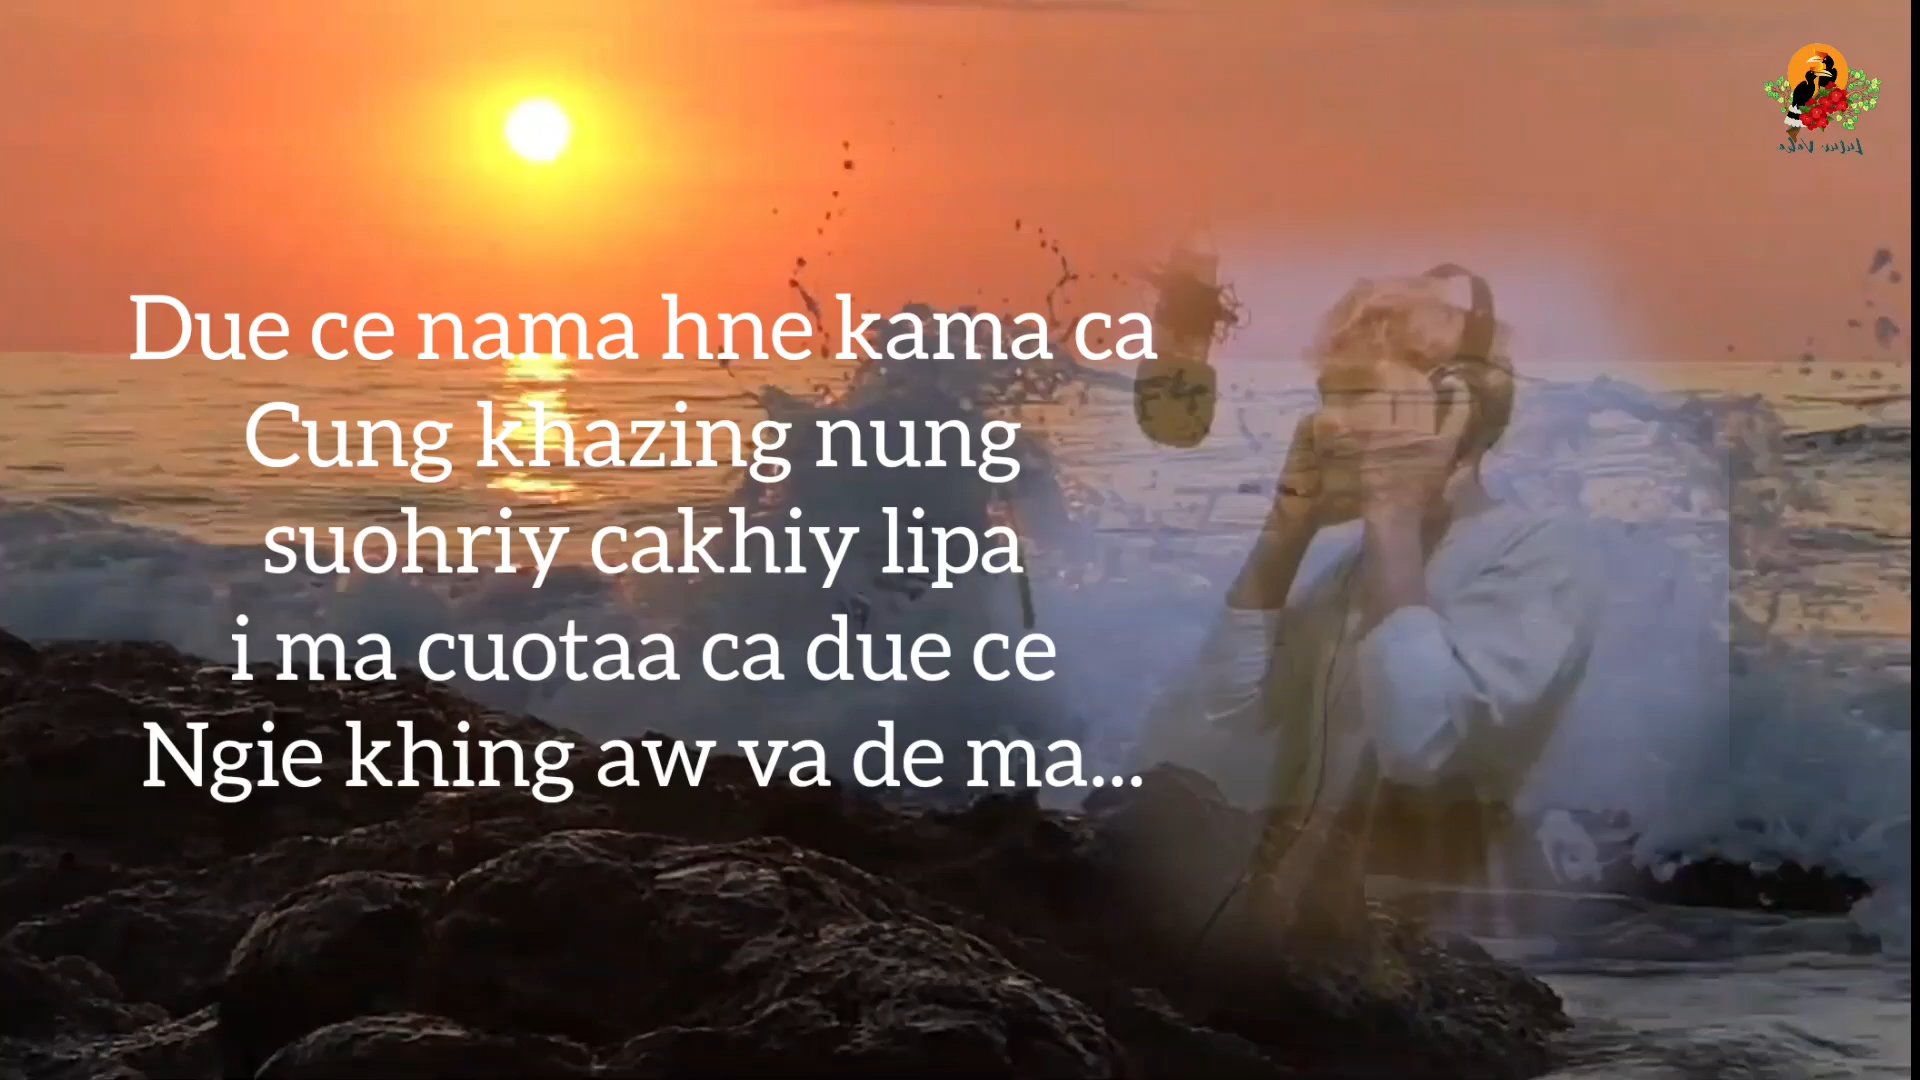 Due ce nama hne kama ca
Cung khazing nung
suohriy cakhiy lipa
i ma cuotaa ca due ce
Ngie khing aw va de ma...